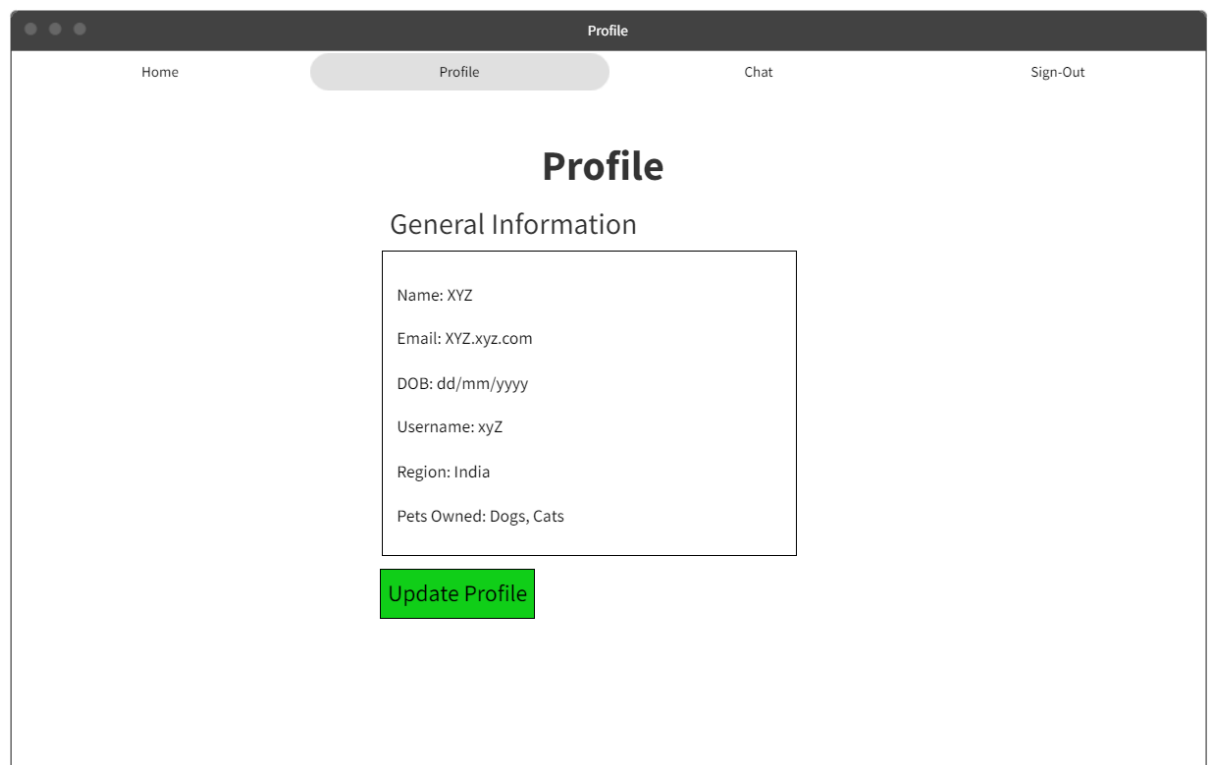 Profile
Home Profile Chat Sign-Out
Profile
General Information
Name: XYZ
Email: XYZ.xyz.com
DOB: dd/mm/yyyy
Username: xyZ
Region: India
Pets Owned: Dogs, Cats
Update Profile